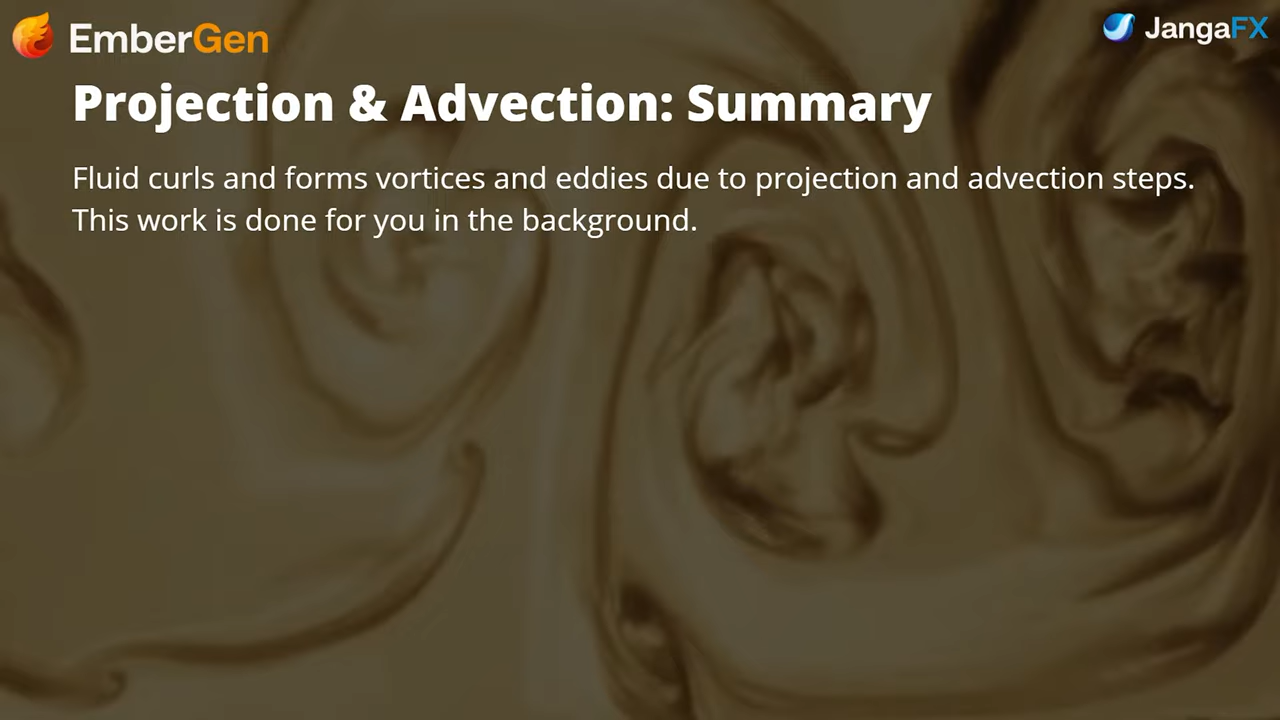 EmberGen
JangaFX
Projection & Advection: Summary
Fluid curls and forms vortices and eddies due to projection and advection steps.
This work is done for you in the background.